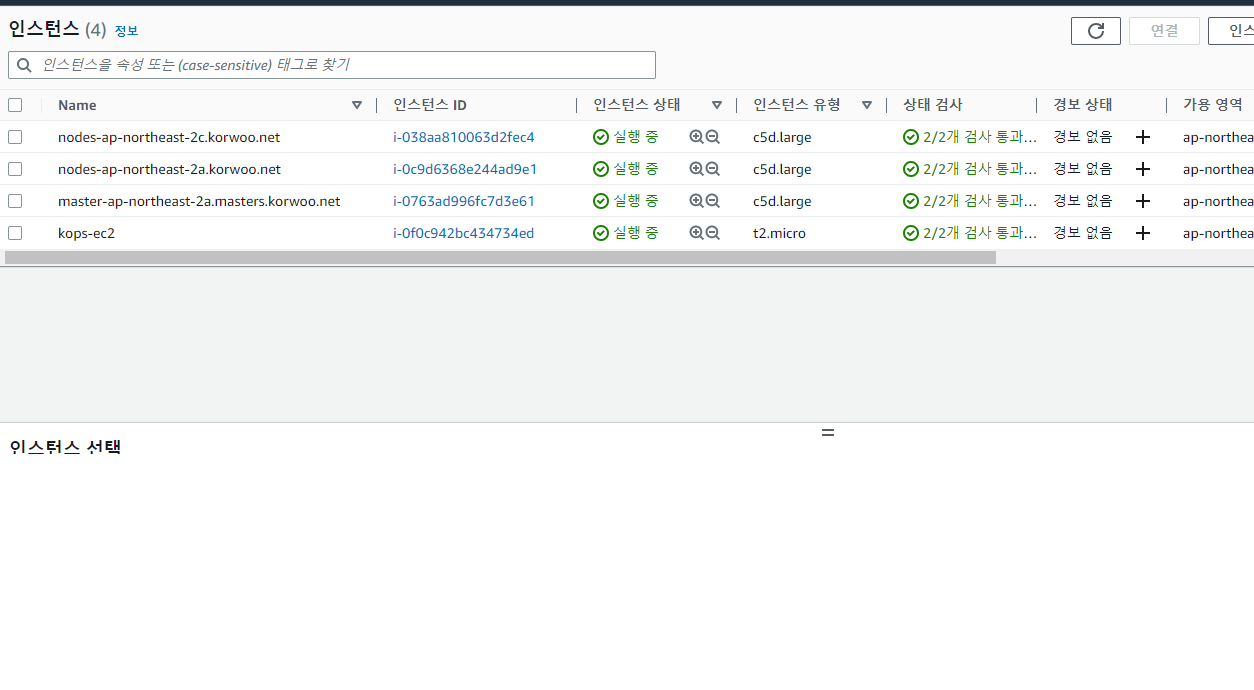 인스턴스 (4) 정보
연결
인스
인스턴스을 속성 또는 (case-sensitive) 태그로 찾기
Name 인스턴스 ID 인스턴스 상태 인스턴스 유형 상태 검사 경보 상태 가용 영역
nodes-ap-northeast-2c.korwoo.net i-038aa810063d2fec4 실행 중 c5d.large 2/2개 검사 통과... 경보 없음 ap-northea
nodes-ap-northeast-2a.korwoo.net i-0c9d6368e244ad9e1 실행 중 c5d.large 2/2개 검사 통과... 경보 없음 ap-northea
master-ap-northeast-2a.masters.korwoo.net i-0763ad996fc7d3e61 실행 중 c5d.large 2/2개 검사 통과... 경보 없음 ap-northea
kops-ec2 i-0f0c942bc434734ed 실행 중 t2.micro 2/2개 검사 통과... 경보 없음 ap-northea
인스턴스 선택